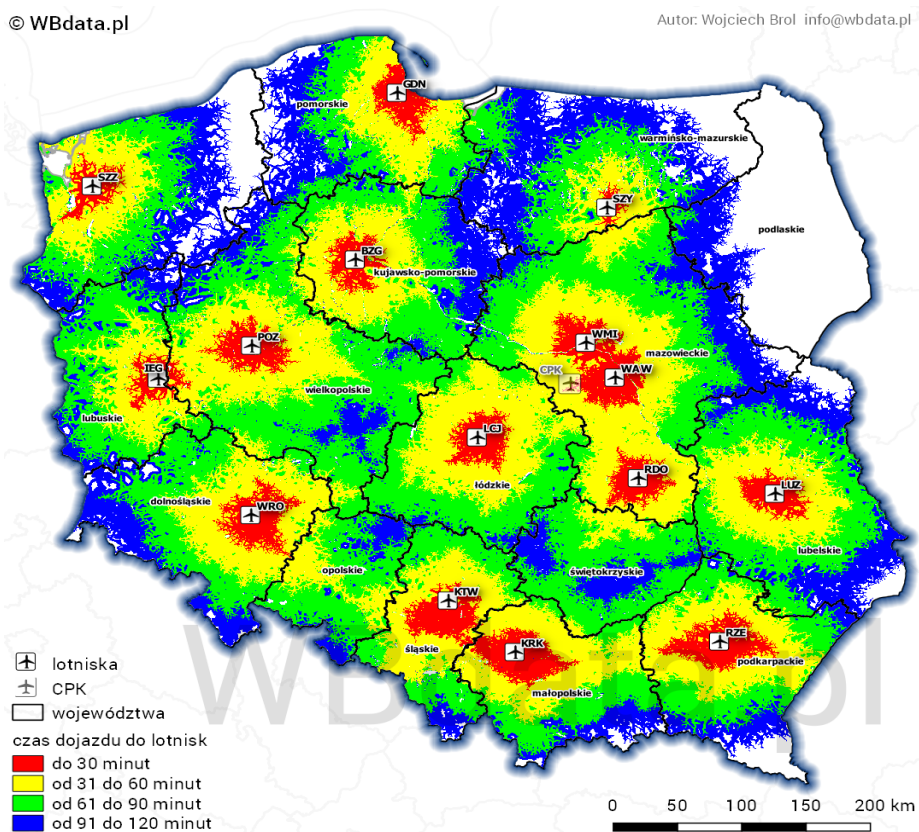 © WBdata.pl
Autor: Wojciech Brol info@wbdata.pl
GDN
pomorskie
warmińsko-mazurskie
SZZ
SZY
podlaskie
BZG
kujawsko-pomorskie
POZ
WMI
mazowieckie
IEG
CPK
WAW
wielkopolskie
lubuskie
LCJ
RDO
łódzkie
LUZ
dolnośląskie
WRO
lubelskie
opolskie
świętokrzyskie
KTW
RZE
KRK
śląskie
podkarpackie
małopolskie
WBdata.pl
lotniska
CPK
województwa
czas dojazdu do lotnisk
do 30 minut
od 31 do 60 minut
od 61 do 90 minut
od 91 do 120 minut
0 50 100 150 200 km